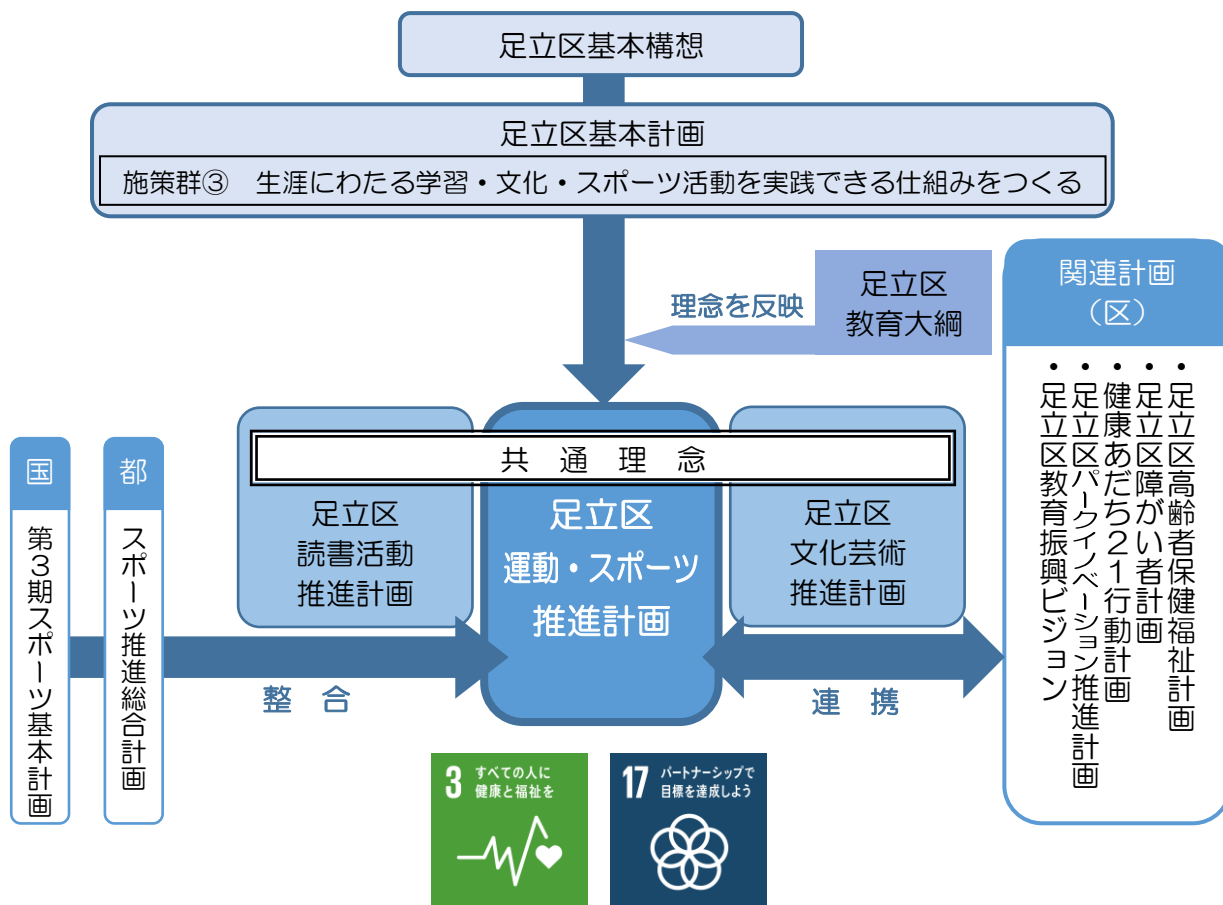 足立区基本構想
足立区基本計画
施策群③　生涯にわたる学習・文化・スポーツ活動を実践できる仕組みをつくる
理念を反映
足立区
教育大綱
関連計画
（区）
・足立区高齢者保健福祉計画
・足立区障がい者計画
・健康あだち２１行動計画
・足立区パークイノベーション推進計画
・足立区教育振興ビジョン
共　通　理　念
足立区
読書活動
推進計画
足立区
運動・スポーツ
推進計画
足立区
文化芸術
推進計画
国
第３期スポーツ基本計画
都
スポーツ推進総合計画
整　合
連　携
3 すべての人に
健康と福祉を
17 パートナーシップで
目標を達成しよう